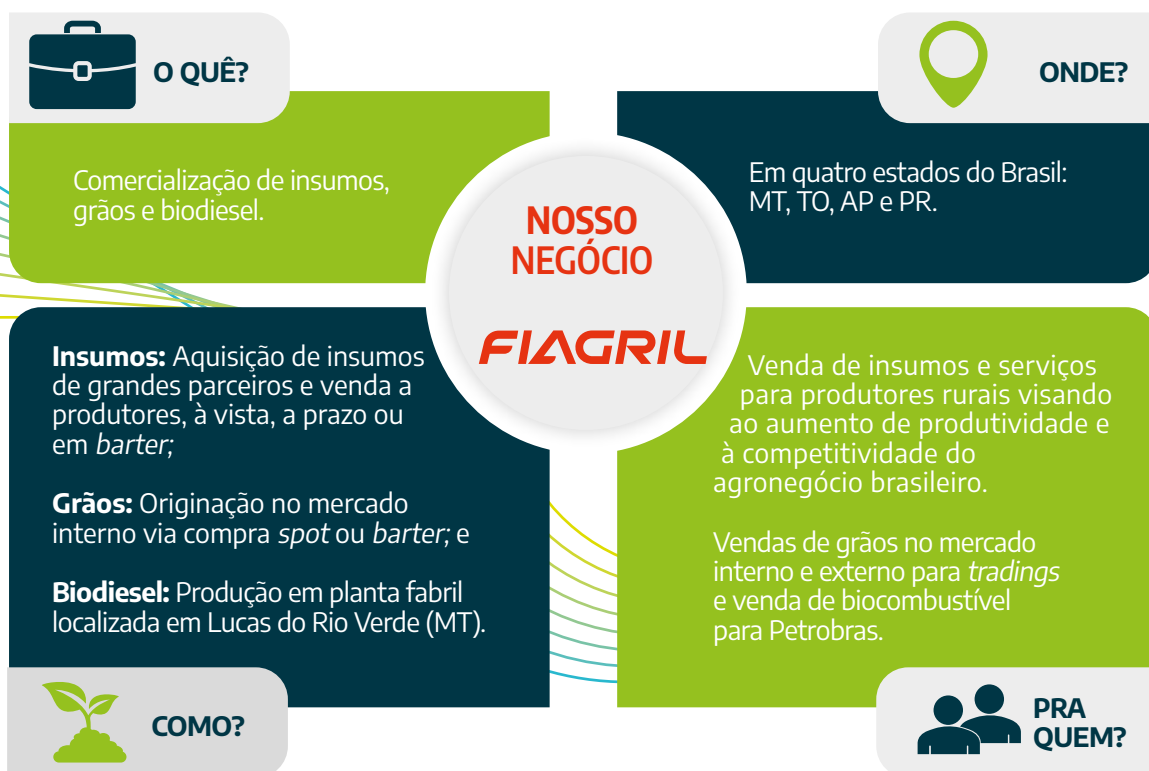 O QUÊ?
Comercialização de insumos,
grãos e biodiesel.
ONDE?
Em quatro estados do Brasil:
MT, TO, AP e PR.
NOSSO
NEGÓCIO
FIAGRIL
Insumos: Aquisição de insumos
de grandes parceiros e venda a
produtores, à vista, a prazo ou
em barter;
Grãos: Originação no mercado
interno via compra spot ou barter; e
Biodiesel: Produção em planta fabril
localizada em Lucas do Rio Verde (MT).
COMO?
Venda de insumos e serviços
para produtores rurais visando
ao aumento de produtividade e
à competitividade do
agronegócio brasileiro.
Vendas de grãos no mercado
interno e externo para tradings
e venda de biocombustível
para Petrobras.
PRA
QUEM?